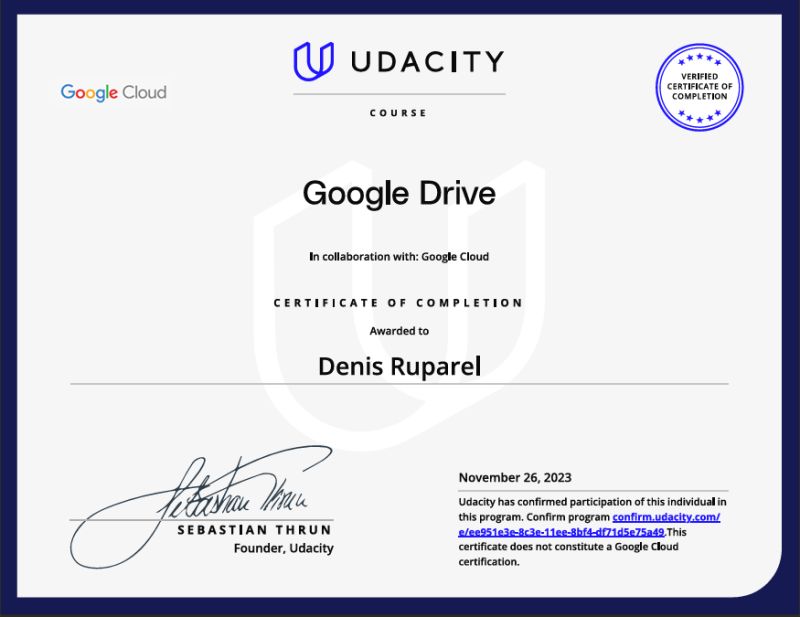 Google Cloud
UDACITY
COURSE
VERIFIED
CERTIFICATE OF
COMPLETION
Google Drive
In collaboration with: Google Cloud
CERTIFICATE OF COMPLETION
Awarded to
Denis Ruparel
Sebastian Thrun
SEBASTIAN THRUN
Founder, Udacity
November 26, 2023
Udacity has confirmed participation of this individual in
this program. Confirm program confirm.udacity.com/
e/ee951e3e-8c3e-11ee-8bf4-df71d5e75a49.This
certificate does not constitute a Google Cloud
certification.